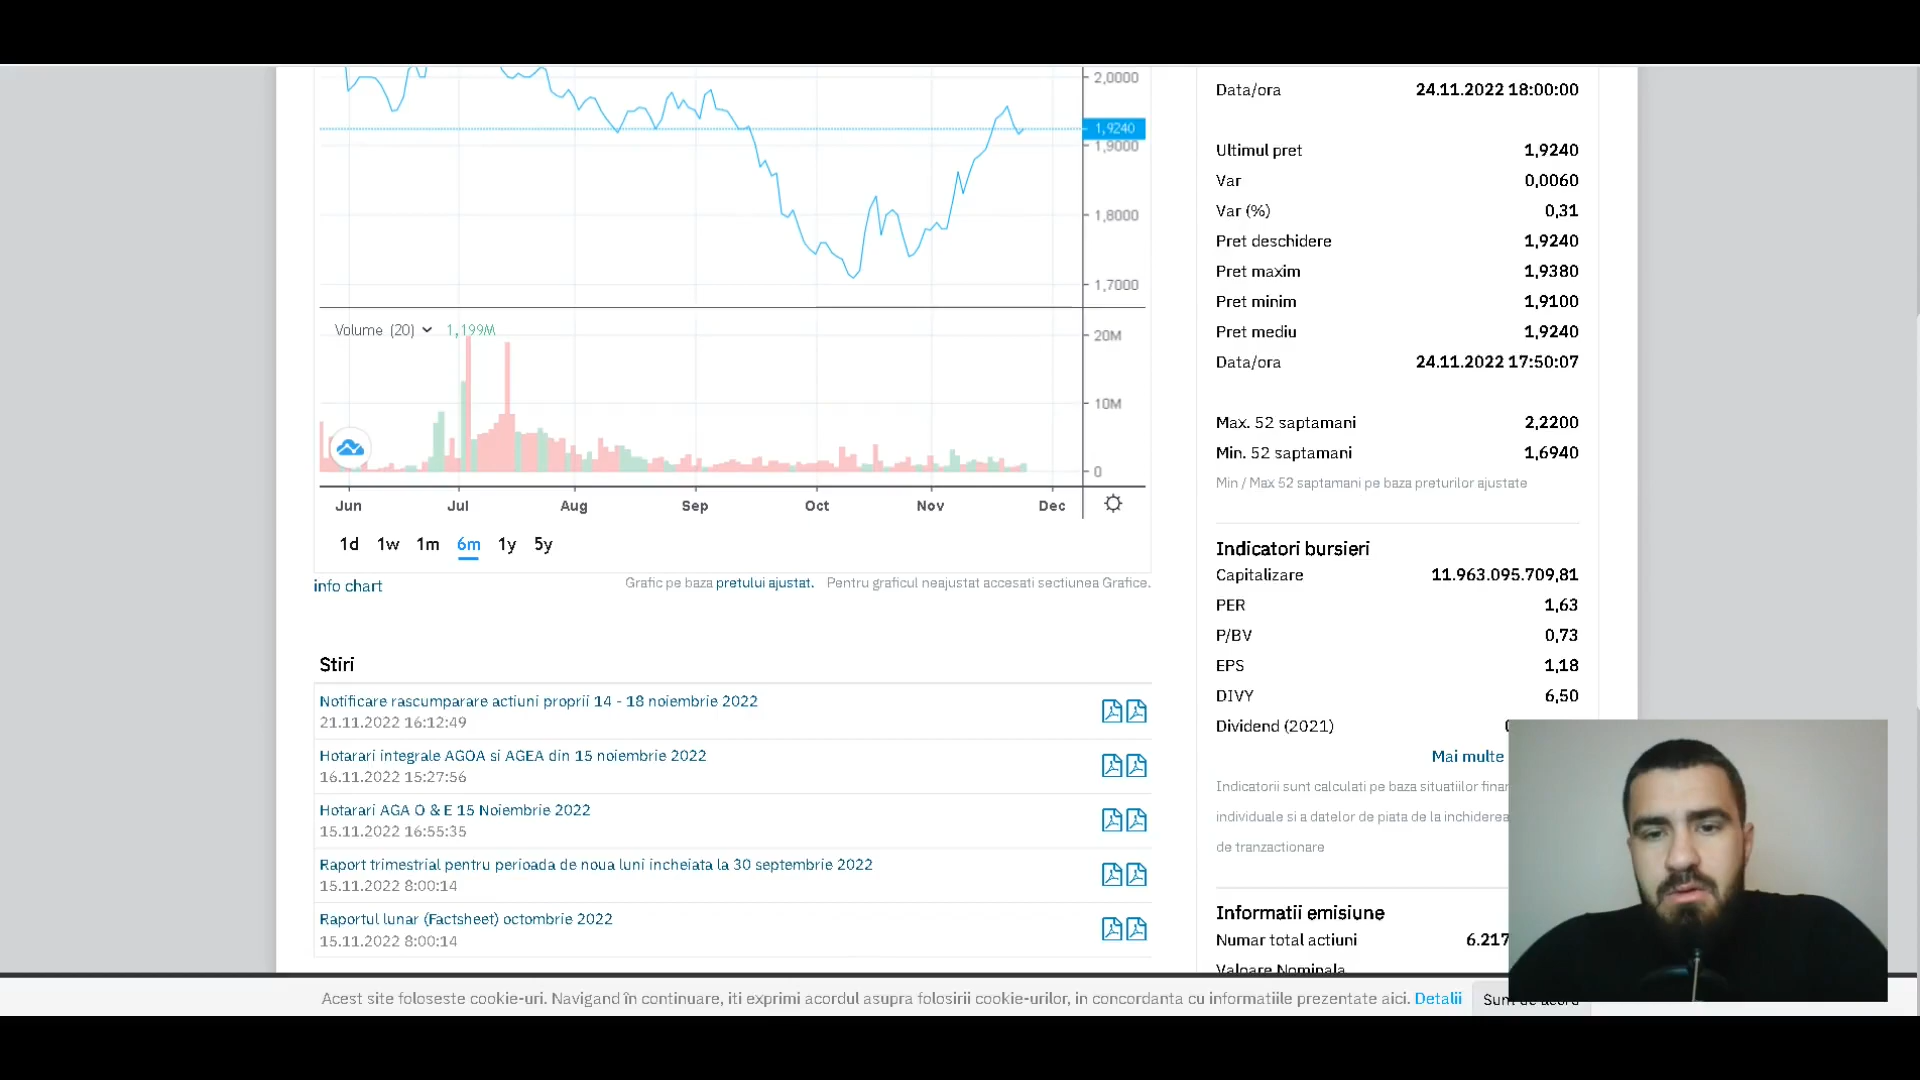 2,0000
1,9240
1,9000
1,8000
1,7000
Volume (20) 1,199M
20M
10M
0
Jun Jul Aug Sep Oct Nov Dec
1d 1w 1m 6m 1y 5y
info chart
Grafic pe baza pretului ajustat. Pentru graficul neajustat accesati sectiunea Grafice.
Stiri
Notificare rascumparare actiuni proprii 14 - 18 noiembrie 2022
21.11.2022 16:12:49
Hotarari integrale AGOA si AGEA din 15 noiembrie 2022
16.11.2022 15:27:56
Hotarari AGA O & E 15 Noiembrie 2022
15.11.2022 16:55:35
Raport trimestrial pentru perioada de noua luni incheiata la 30 septembrie 2022
15.11.2022 8:00:14
Raportul lunar (Factsheet) octombrie 2022
15.11.2022 8:00:14
Data/ora 24.11.2022 18:00:00
Ultimul pret 1,9240
Var 0,0060
Var (%) 0,31
Pret deschidere 1,9240
Pret maxim 1,9380
Pret minim 1,9100
Pret mediu 1,9240
Data/ora 24.11.2022 17:50:07
Max. 52 saptamani 2,2200
Min. 52 saptamani 1,6940
Min / Max 52 saptamani pe baza preturilor ajustate
Indicatori bursieri
Capitalizare 11.963.095.709,81
PER 1,63
P/BV 0,73
EPS 1,18
DIVY 6,50
Dividend (2021)
Mai multe
Indicatorii sunt calculati pe baza situatiilor
individuale si a datelor de piata de la inchiderea
de tranzactionare
Informatii emisiune
Numar total actiuni 6.217
Valoare Nominala
Acest site foloseste cookie-uri. Navigand în continuare, iti exprimi acordul asupra folosirii cookie-urilor, in concordanta cu informatiile prezentate aici. Detalii
Sunt de acord